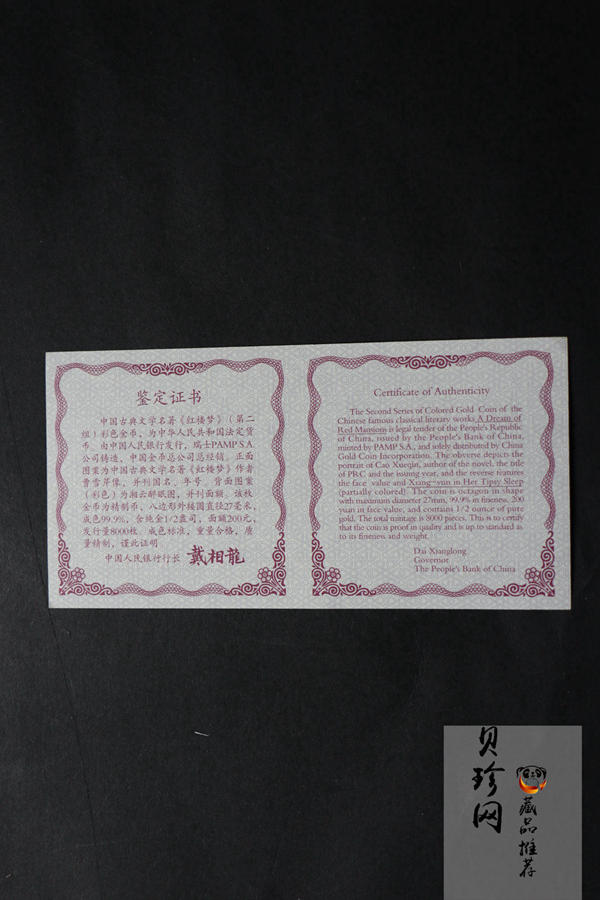 鉴定证书
中国古典文学名著《红楼梦》(第二
组)彩色金币,为中华人民共和国法定货
币,由中国人民银行发行,瑞士PAMP S.A
公司铸造,中国金币总公司总经销。正面
图案为中国古典文学名著《红楼梦》作者
曹雪芹像,并刊国名、年号,背面图案
(彩色)为湘云醉眠图,并刊面额。该枚
金币为精制币,八边形外接圆直径27毫米,
成色99.9%,含纯金1/2盎司,面额200元,
发行量8000枚。成色标准,重量合格,质
量精制,谨此证明
中国人民银行行长 戴相龍
Certificate of Authenticity
The Second Series of Colored Gold Coin of the
Chinese famous classical literary works A Dream of
Red Mansions is legal tender of the People's Republic
of China, issued by the People's Bank of China,
minted by PAMP S.A., and solely distributed by China
Gold Coin Incorporation. The obverse depicts the
portrait of Cao Xueqin, author of the novel, the title
of PRC and the issuing year, and the reverse features
the face value and Xiang-yun in Her Tipsy Sleep
(partially colored). The coin is octagon in shape
with maximum diameter 27mm, 99.9% in fineness, 200
yuan in face value, and contains 1/2 ounce of pure
gold. The total mintage is 8000 pieces. This is to certify
that the coin is proof in quality and is up to standard as
to its fineness and weight.
Dai Xianglong
Governor
The People's Bank of China
贝珍网
藏品推荐